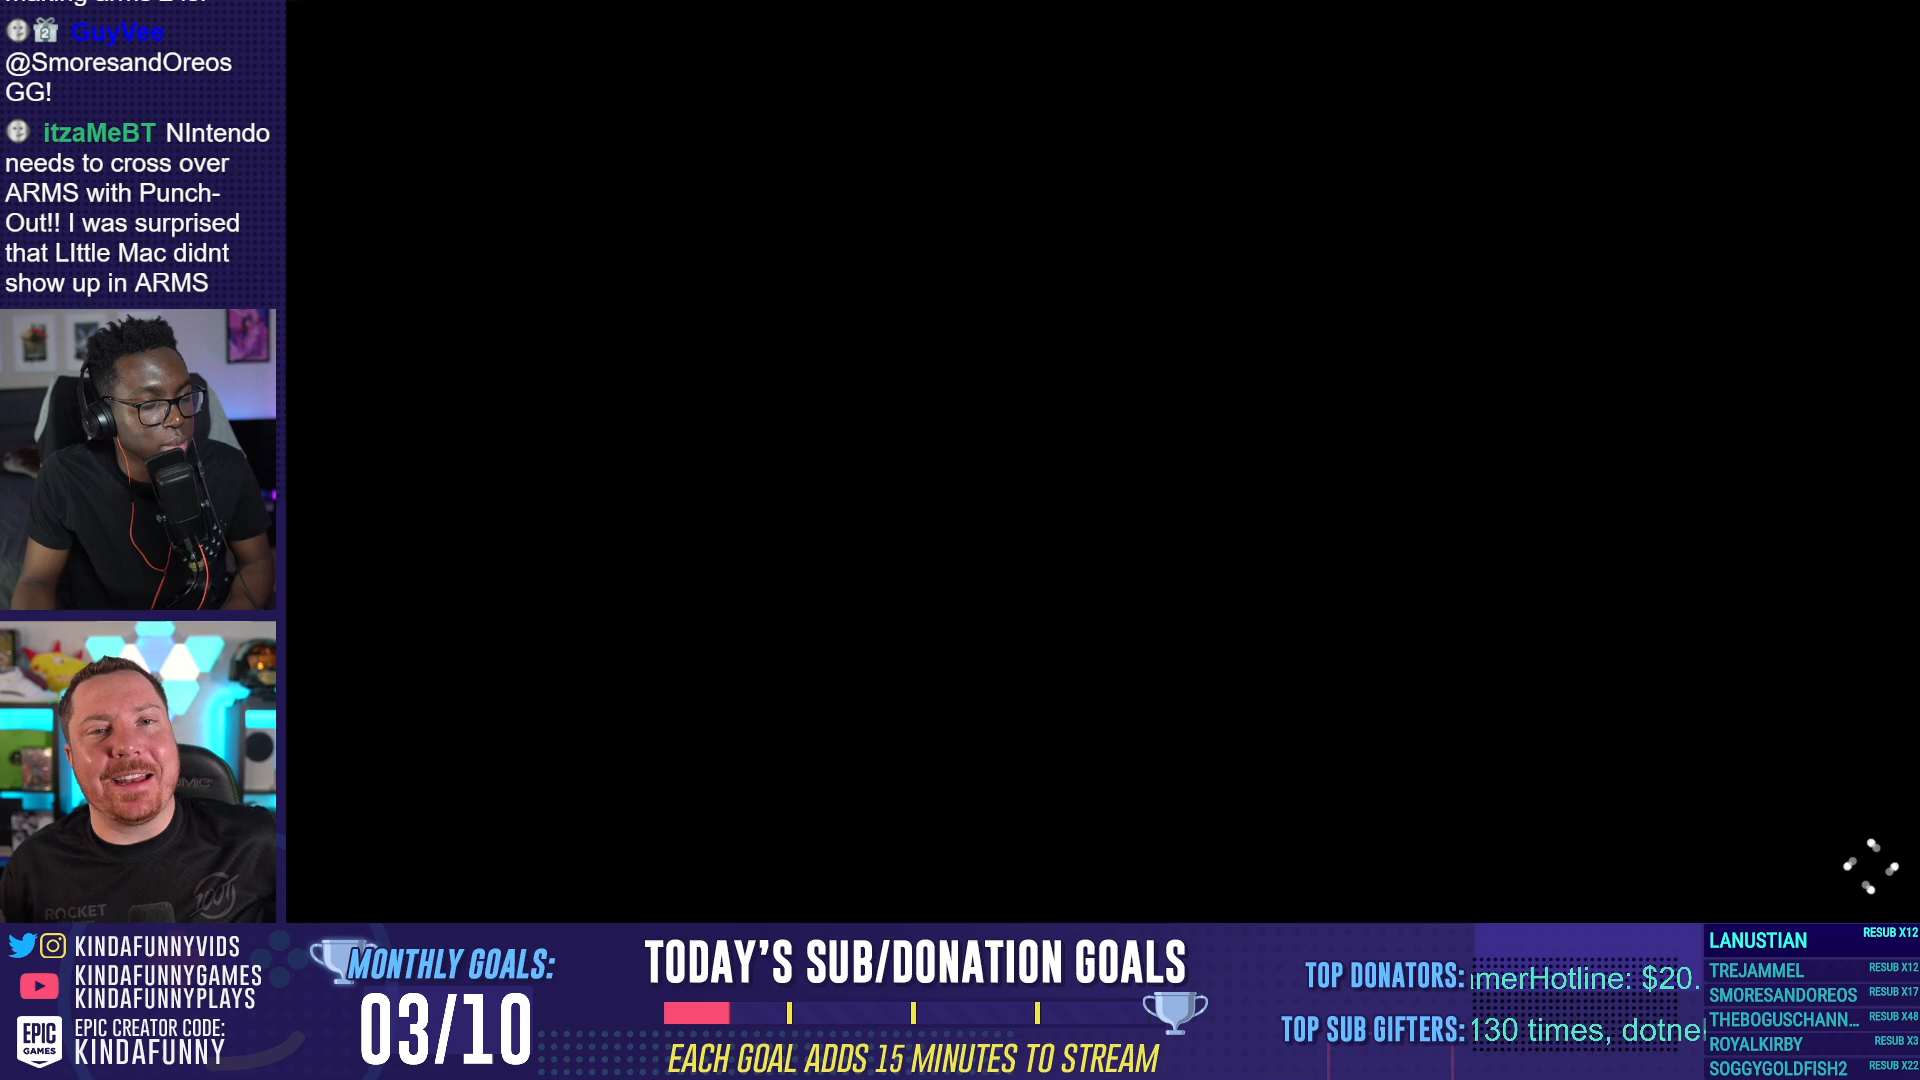 GuyVee
@SmoresandOreos
GG!
itzaMeBT NIntendo
needs to cross over
ARMS with Punch-
Out!! I was surprised
that LIttle Mac didnt
show up in ARMS
ROCKET
KINDAFUNNYVIDS
KINDAFUNNYGAMES
KINDAFUNNYPLAYS
EPIC
GAMES
EPIC CREATOR CODE:
KINDAFUNNY
MONTHLY GOALS:
03/10
TODAY'S SUB/DONATION GOALS
EACH GOAL ADDS 15 MINUTES TO STREAM
TOP DONATORS: merHotline: $20.
TOP SUB GIFTERS: 130 times, dotne
LANUSTIAN RESUB X12
TREJAMMEL RESUB X12
SMORESANDOREOS RESUB X17
THEBOGUSCHANN... RESUB X48
ROYALKIRBY RESUB X3
SOGGYGOLDFISH2 RESUB X22